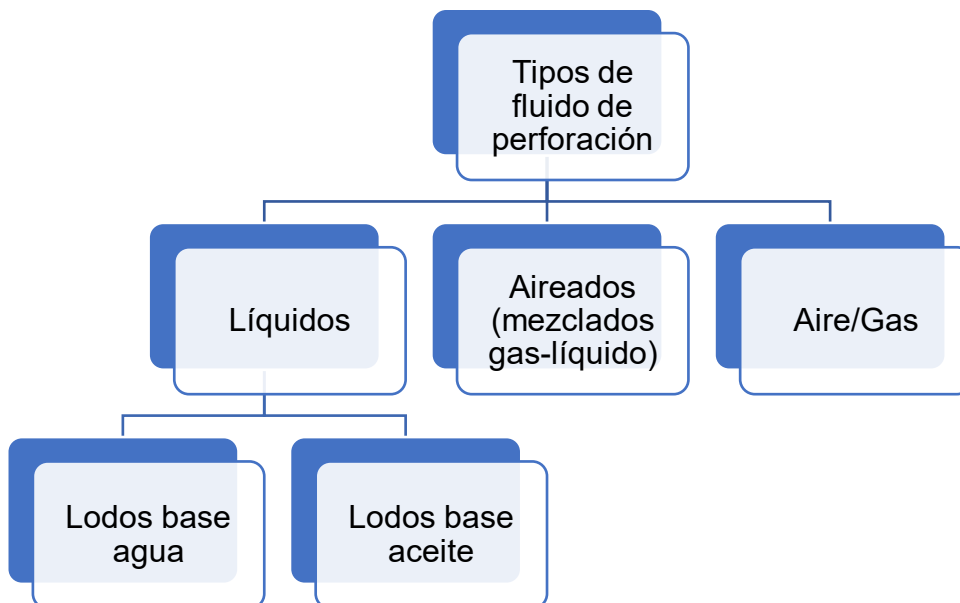 Tipos de
fluido de
perforación
Líquidos
Aireados
(mezclados
gas-líquido)
Aire/Gas
Lodos base
agua
Lodos base
aceite